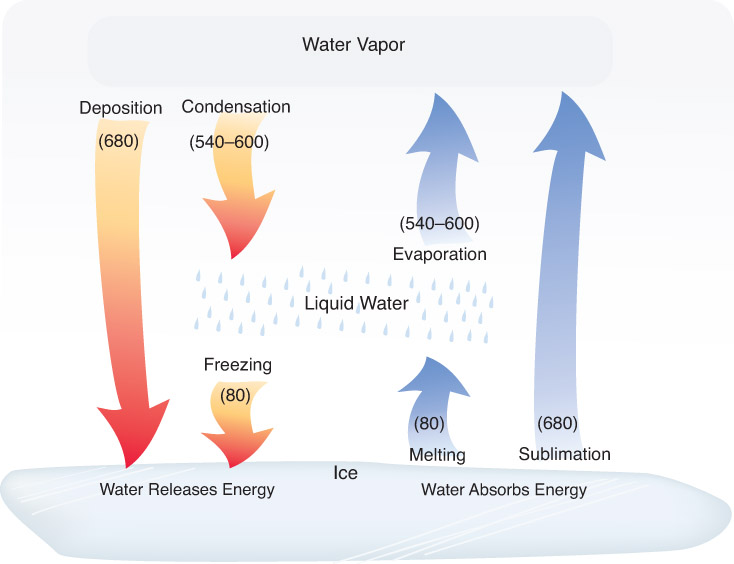 Water Vapor
Deposition
Condensation
(680)
(540–600)
(540–600)
Evaporation
Liquid Water
Freezing
(80)
(80)
(680)
Melting
Sublimation
Ice
Water Releases Energy
Water Absorbs Energy